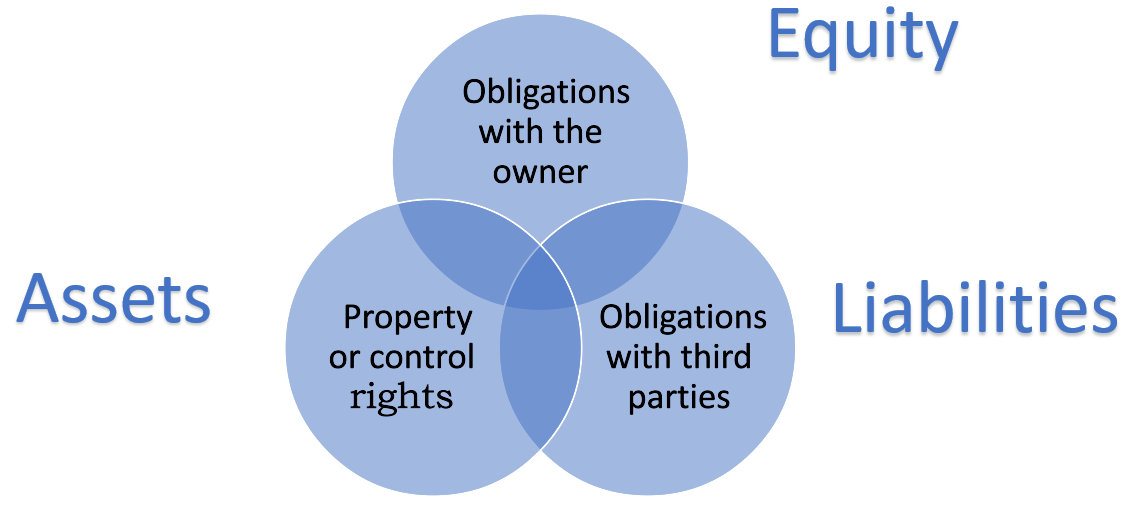 Equity
Obligations
with the
owner
Assets
Property
or control
rights
Obligations
with third
parties
Liabilities